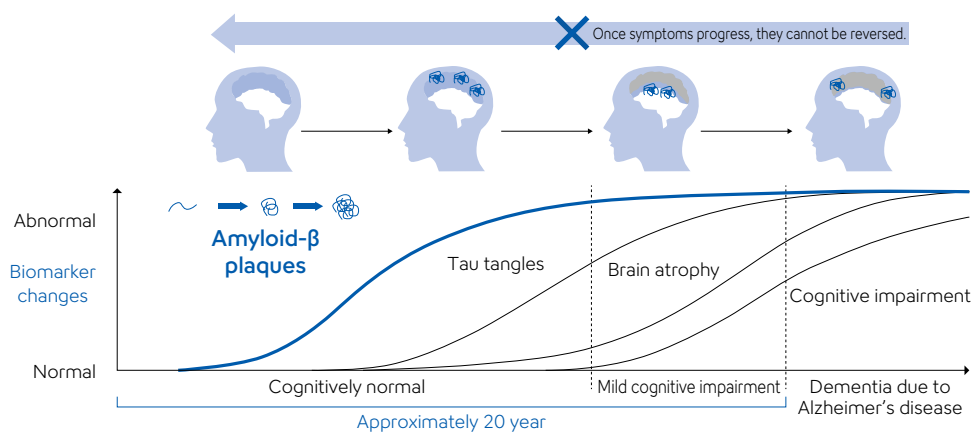 Once symptoms progress, they cannot be reversed.
Abnormal
Biomarker
changes
Normal
Amyloid-β
plaques
Tau tangles
Brain atrophy
Cognitive impairment
Cognitively normal
Mild cognitive impairment
Dementia due to
Alzheimer's disease
Approximately 20 year